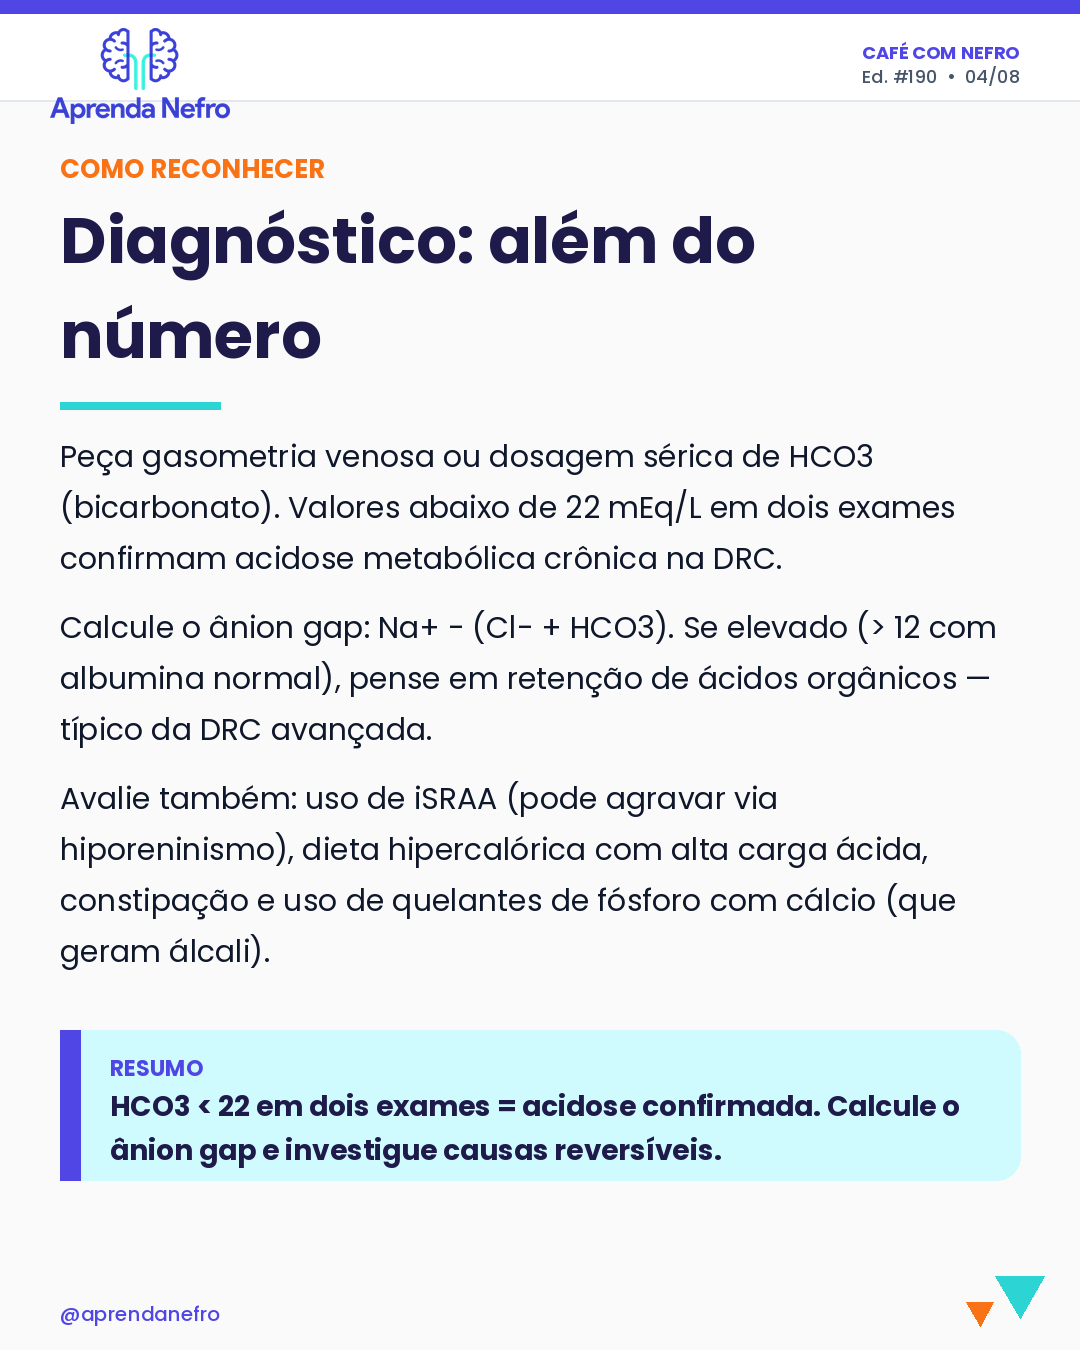 Aprenda Nefro
CAFÉ COM NEFRO
Ed. #190 • 04/08
COMO RECONHECER
Diagnóstico: além do
número
Peça gasometria venosa ou dosagem sérica de HCO3
(bicarbonato). Valores abaixo de 22 mEq/L em dois exames
confirmam acidose metabólica crônica na DRC.
Calcule o ânion gap: Na+ - (Cl- + HCO3). Se elevado (> 12 com
albumina normal), pense em retenção de ácidos orgânicos —
típico da DRC avançada.
Avalie também: uso de iSRAA (pode agravar via
hiporeninismo), dieta hipercalórica com alta carga ácida,
constipação e uso de quelantes de fósforo com cálcio (que
geram álcali).
RESUMO
HCO3 < 22 em dois exames = acidose confirmada. Calcule o
ânion gap e investigue causas reversíveis.
@aprendanefro